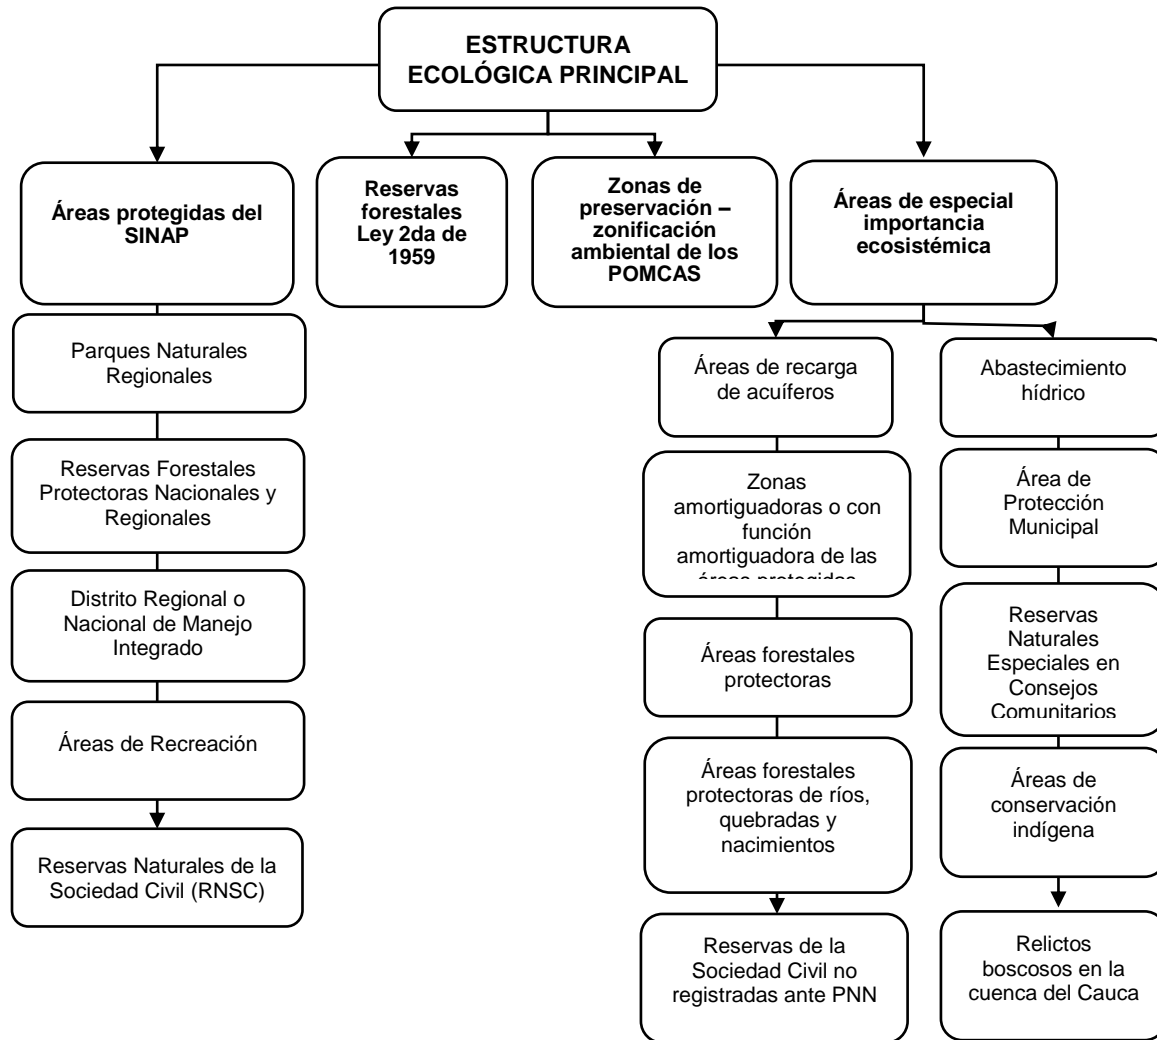 ESTRUCTURA
ECOLÓGICA PRINCIPAL
Áreas protegidas del
SINAP
Reservas
forestales
Ley 2da de
1959
Zonas de
preservación –
zonificación
ambiental de los
POMCAS
Áreas de especial
importancia
ecosistémica
Parques Naturales
Regionales
Reservas Forestales
Protectoras Nacionales y
Regionales
Distrito Regional o
Nacional de Manejo
Integrado
Áreas de Recreación
Reservas Naturales de la
Sociedad Civil (RNSC)
Áreas de recarga
de acuíferos
Zonas
amortiguadoras o con
función
amortiguadora de las
áreas protegidas
Áreas forestales
protectoras
Áreas forestales
protectoras de ríos,
quebradas y
nacimientos
Reservas de la
Sociedad Civil no
registradas ante PNN
Abastecimiento
hídrico
Área de
Protección
Municipal
Reservas
Naturales
Especiales en
Consejos
Comunitarios
Áreas de
conservación
indígena
Relictos
boscosos en la
cuenca del Cauca